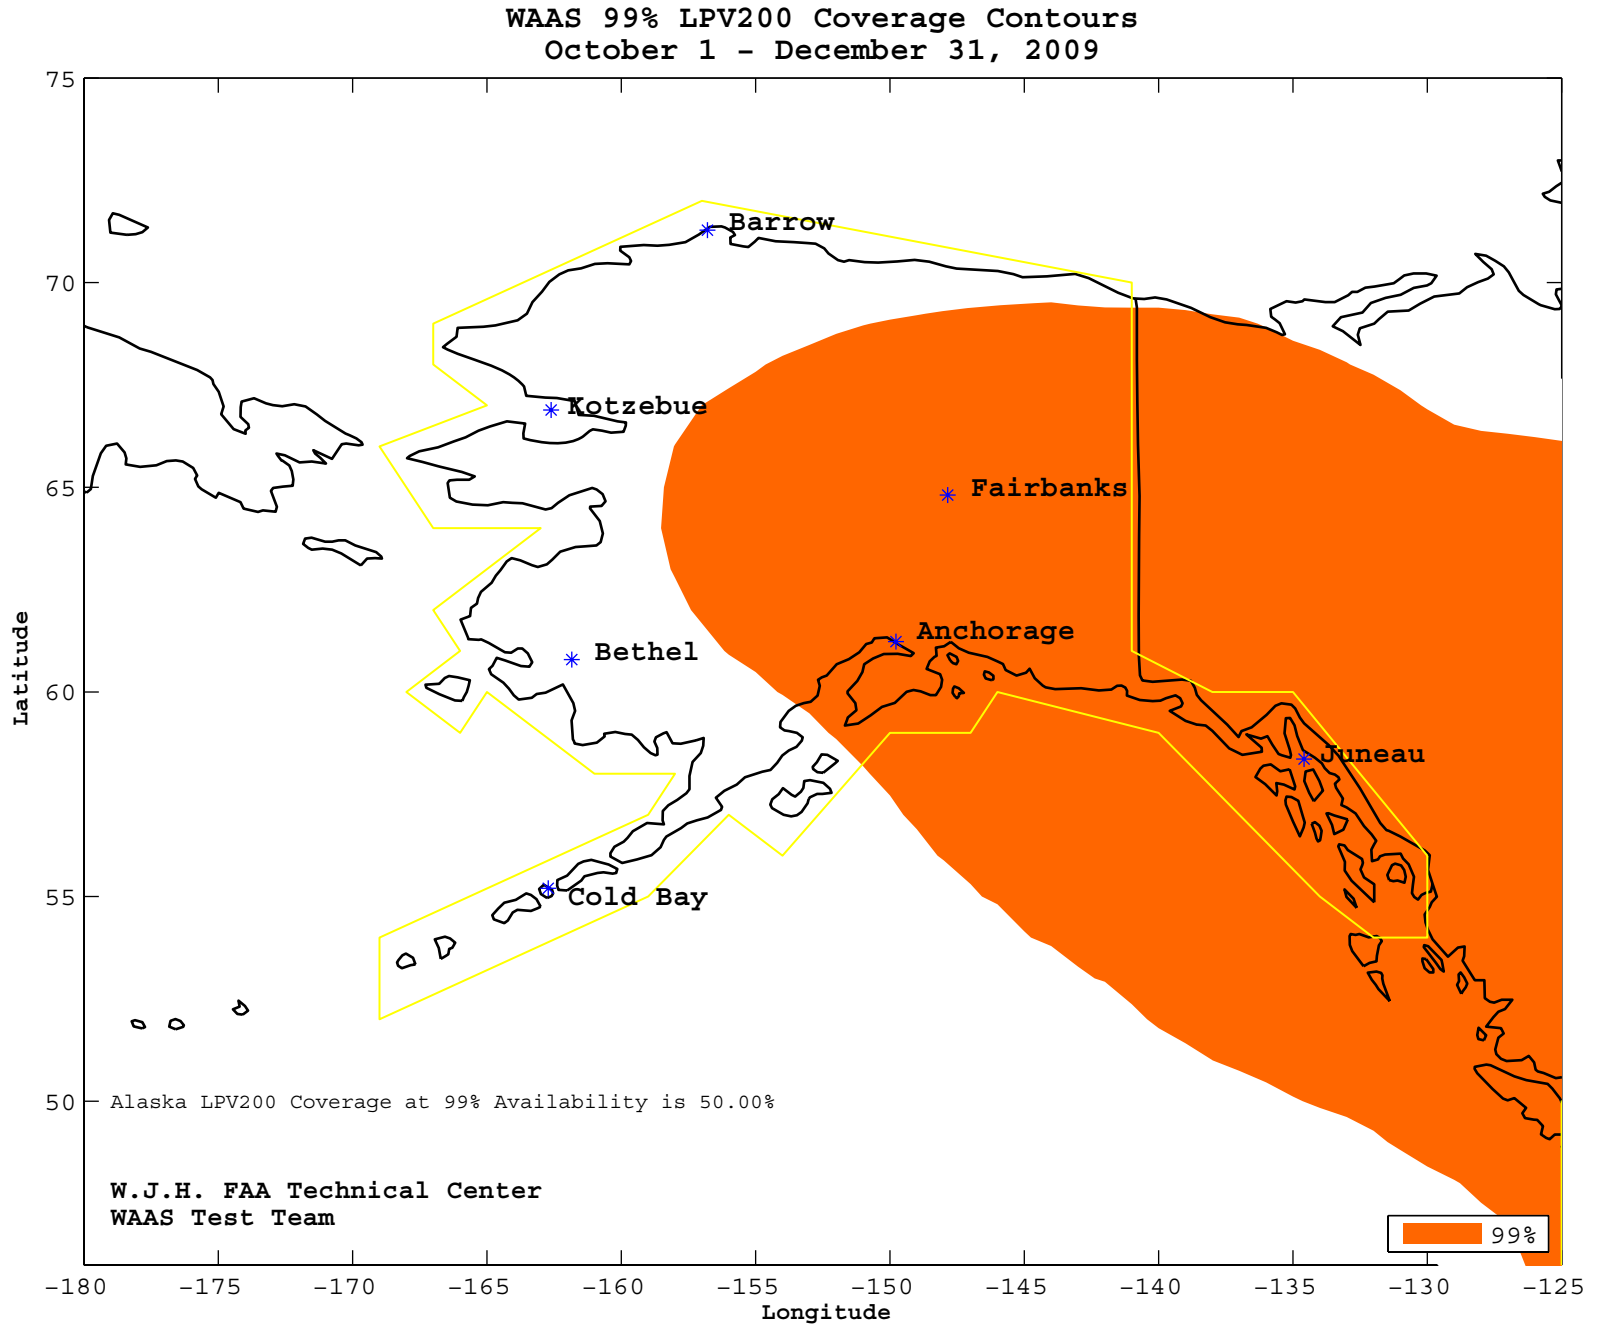 WAAS 99% LPV200 Coverage Contours
October 1 – December 31, 2009
75
70
65
60
55
50
Latitude
Barrow
Kotzebue
Fairbanks
Anchorage
Bethel
Juneau
Cold Bay
Alaska LPV200 Coverage at 99% Availability is 50.00%
W.J.H. FAA Technical Center
WAAS Test Team
99%
−180 −175 −170 −165 −160 −155 −150 −145 −140 −135 −130 −125
Longitude